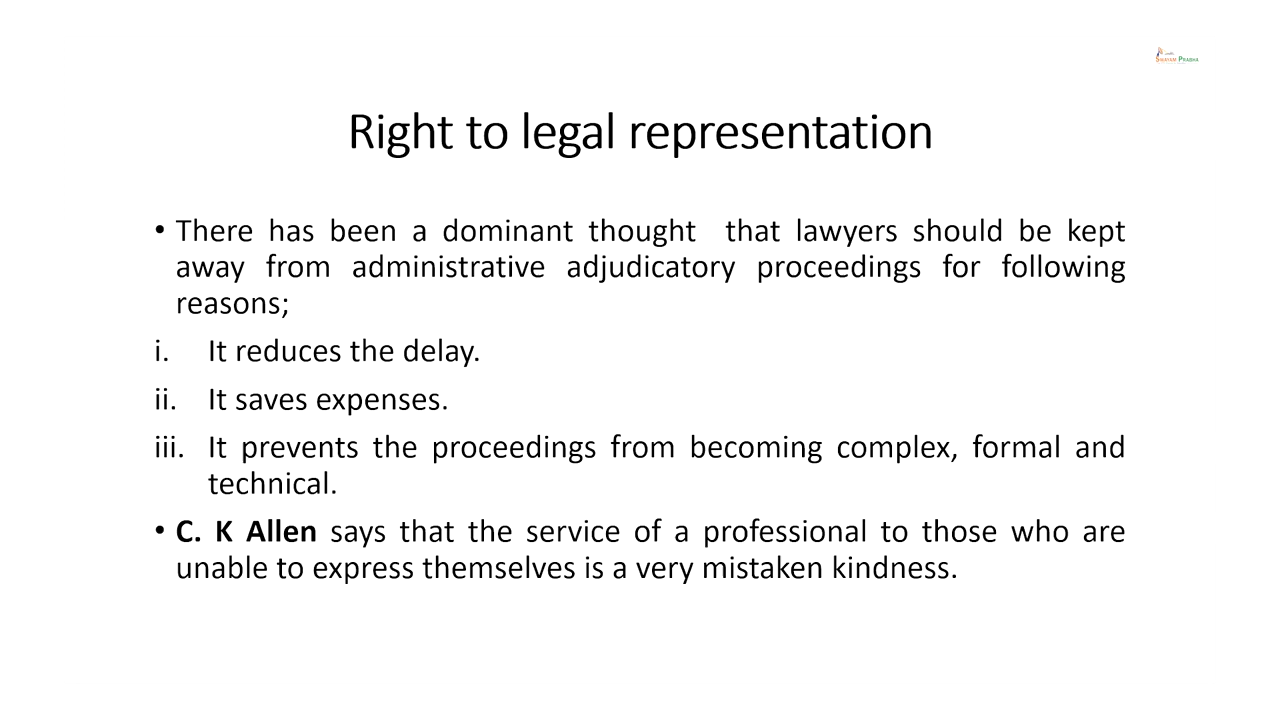 SWAYAM PRABHA
Right to legal representation
• There has been a dominant thought that lawyers should be kept
away from administrative adjudicatory proceedings for following
reasons;
i. It reduces the delay.
ii. It saves expenses.
iii. It prevents the proceedings from becoming complex, formal and
technical.
• C. K Allen says that the service of a professional to those who are
unable to express themselves is a very mistaken kindness.